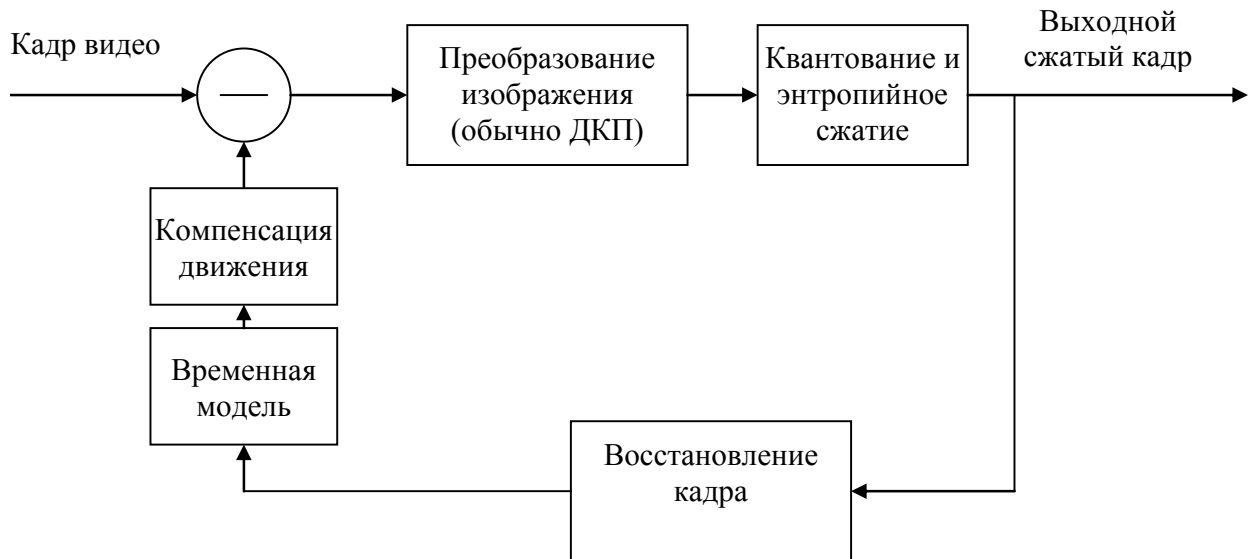 Кадр видео
Преобразование
изображения
(обычно ДКП)
Квантование и
энтропийное
сжатие
Выходной
сжатый кадр
Компенсация
движения
Временная
модель
Восстановление
кадра